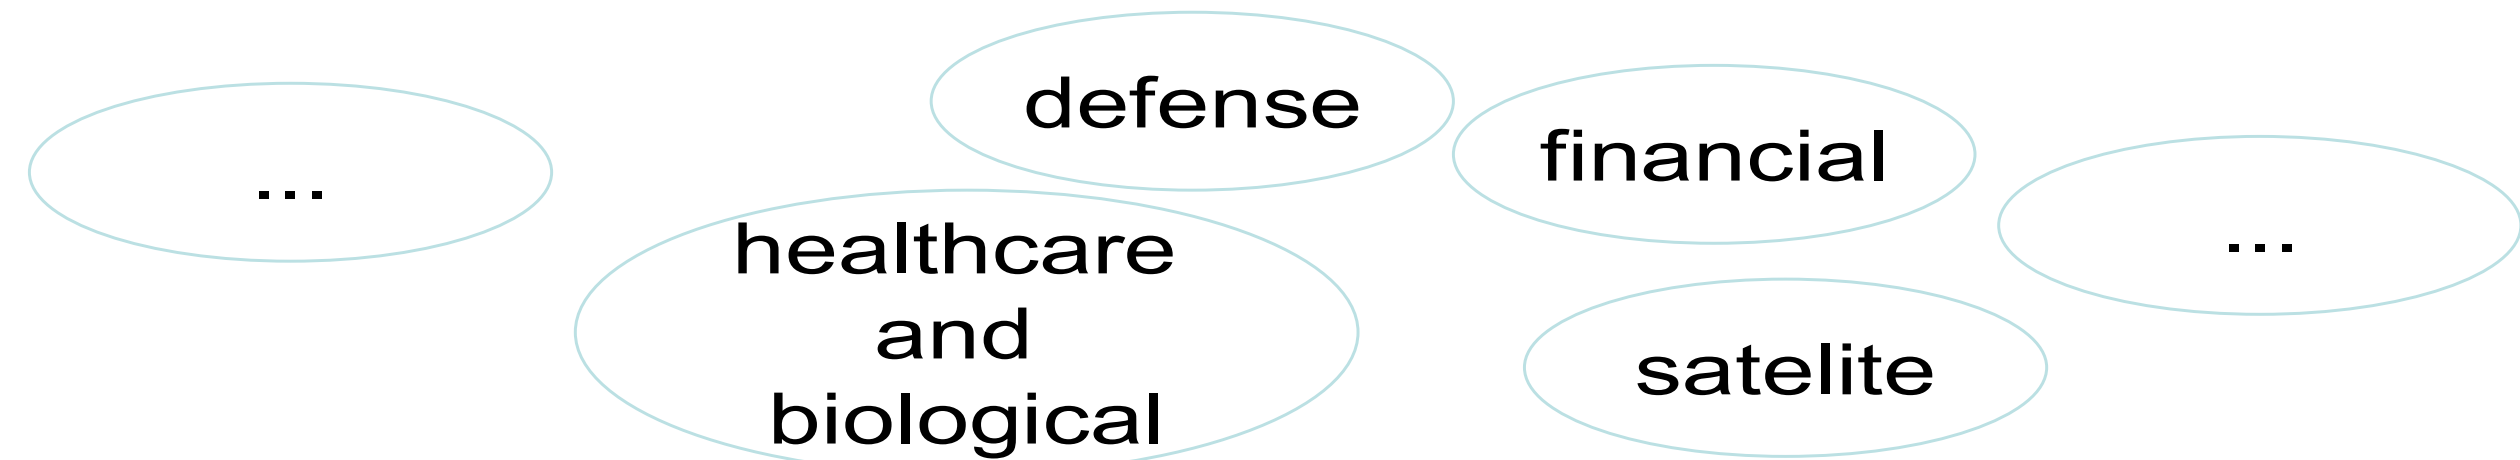 ...
defense
financial
...
healthcare
and
biological
satelite